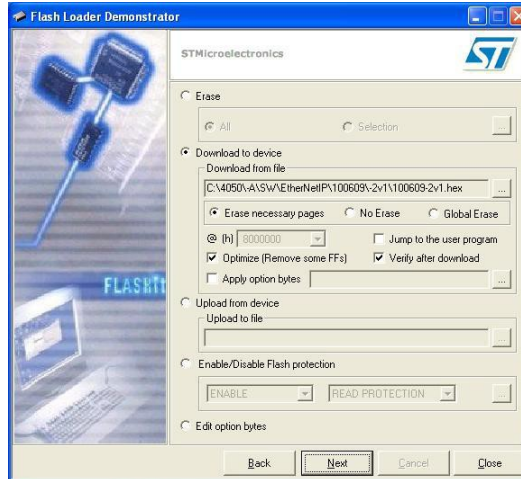 Flash Loader Demonstrator
STMicroelectronics
ST
Erase
All Selection ...
Download to device
Download from file
C:\4050\-A\SW\EtherNetIP\100609\-2v1\100609-2v1.hex ...
Erase necessary pages No Erase Global Erase
@ (h) 8000000 Jump to the user program
Optimize (Remove some FFs) Verify after download
Apply option bytes ...
Upload from device
Upload to file
...
Enable/Disable Flash protection
ENABLE READ PROTECTION ...
Edit option bytes
Back Next Cancel Close